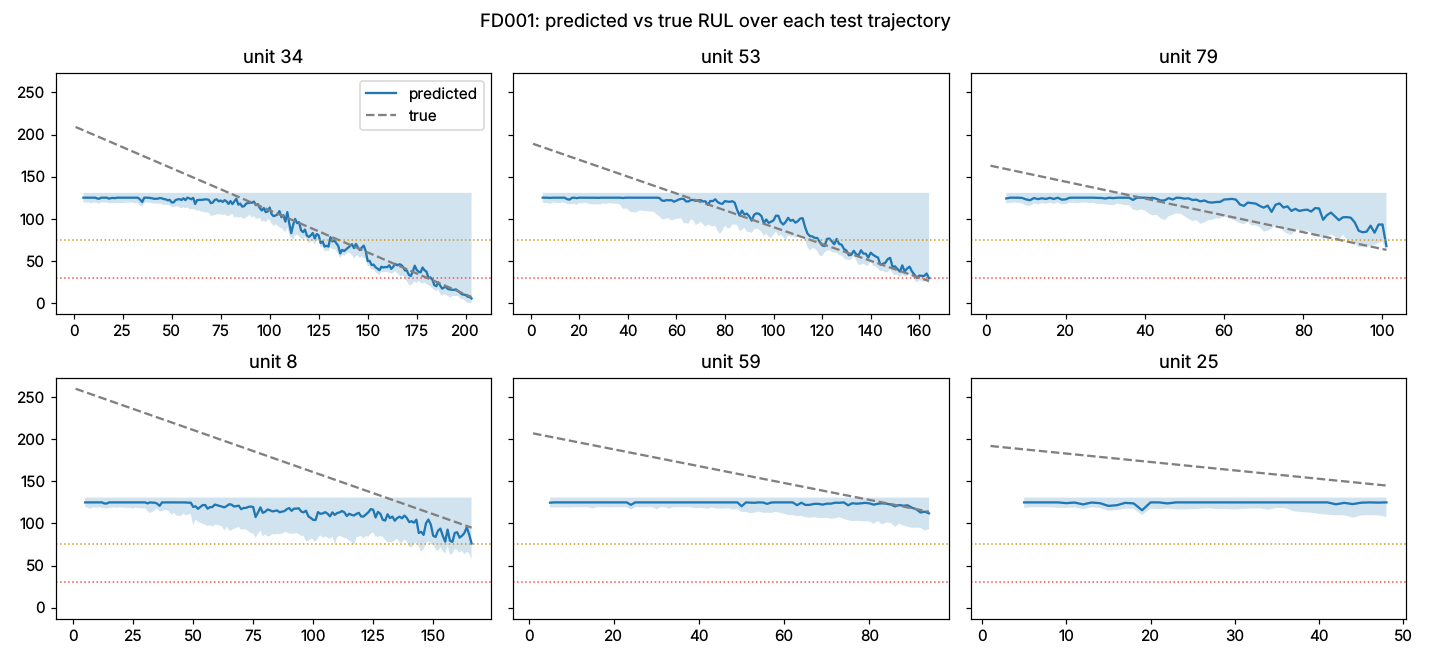 FD001: predicted vs true RUL over each test trajectory
unit 34
unit 53
unit 79
250
200
150
100
50
0
predicted
true
0 25 50 75 100 125 150 175 200
0 20 40 60 80 100 120 140 160
0 20 40 60 80 100
unit 8
unit 59
unit 25
250
200
150
100
50
0
0 25 50 75 100 125 150
0 20 40 60 80
0 10 20 30 40 50